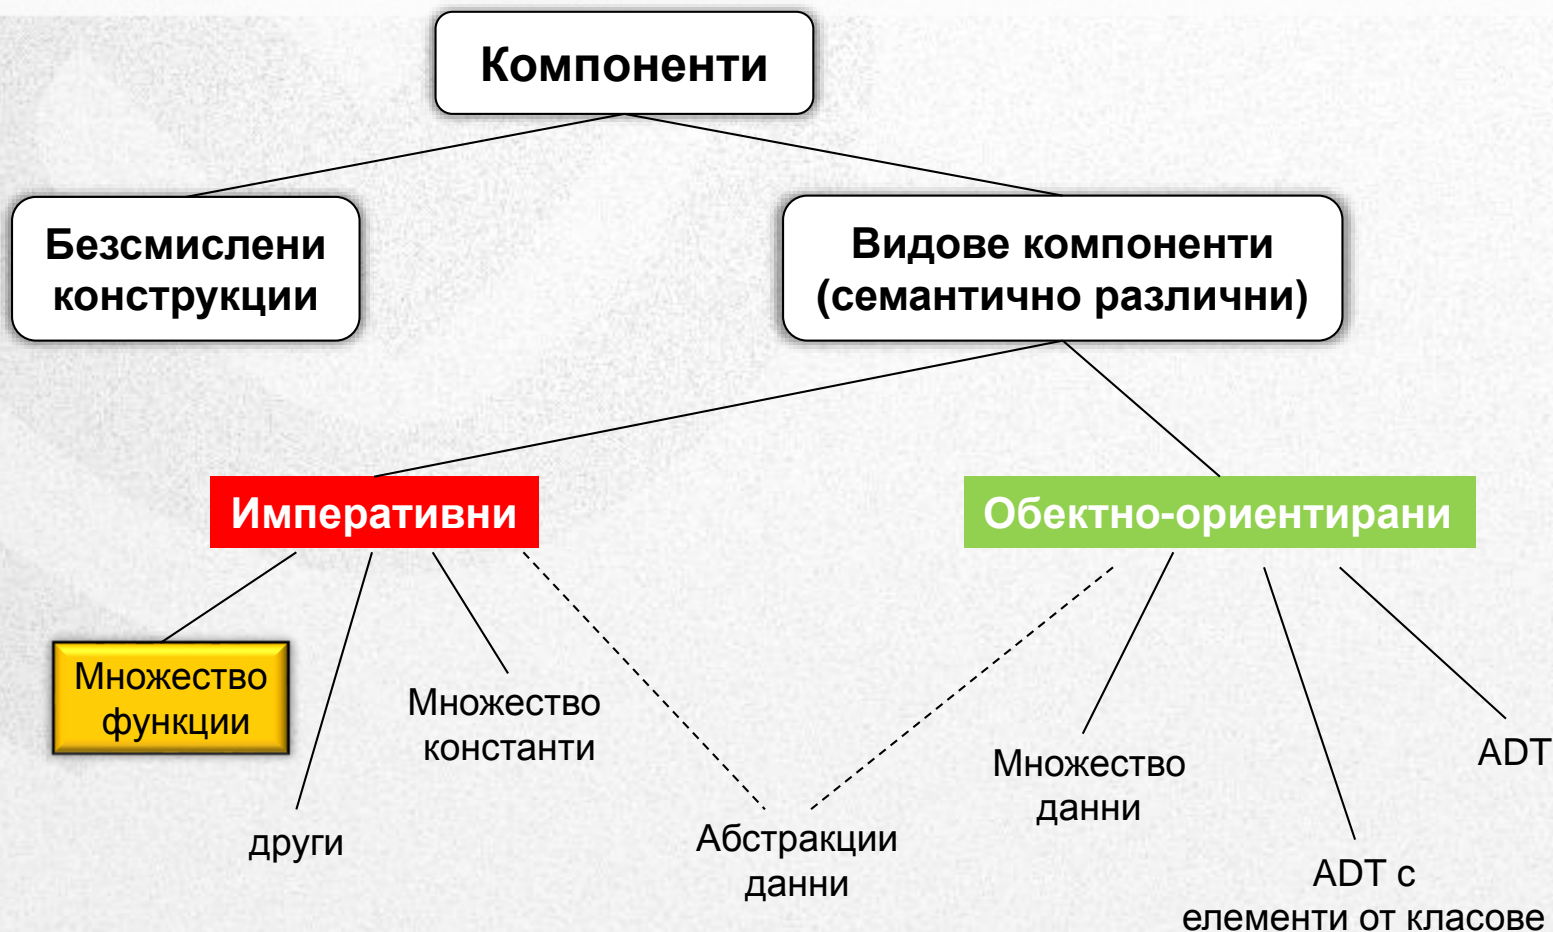 Компоненти
Безсмислени
конструкции
Видове компоненти
(семантично различни)
Императивни
Обектно-ориентирани
Множество
функции
Множество
константи
други
Абстракции
данни
Множество
данни
ADT
ADT с
елементи от класове